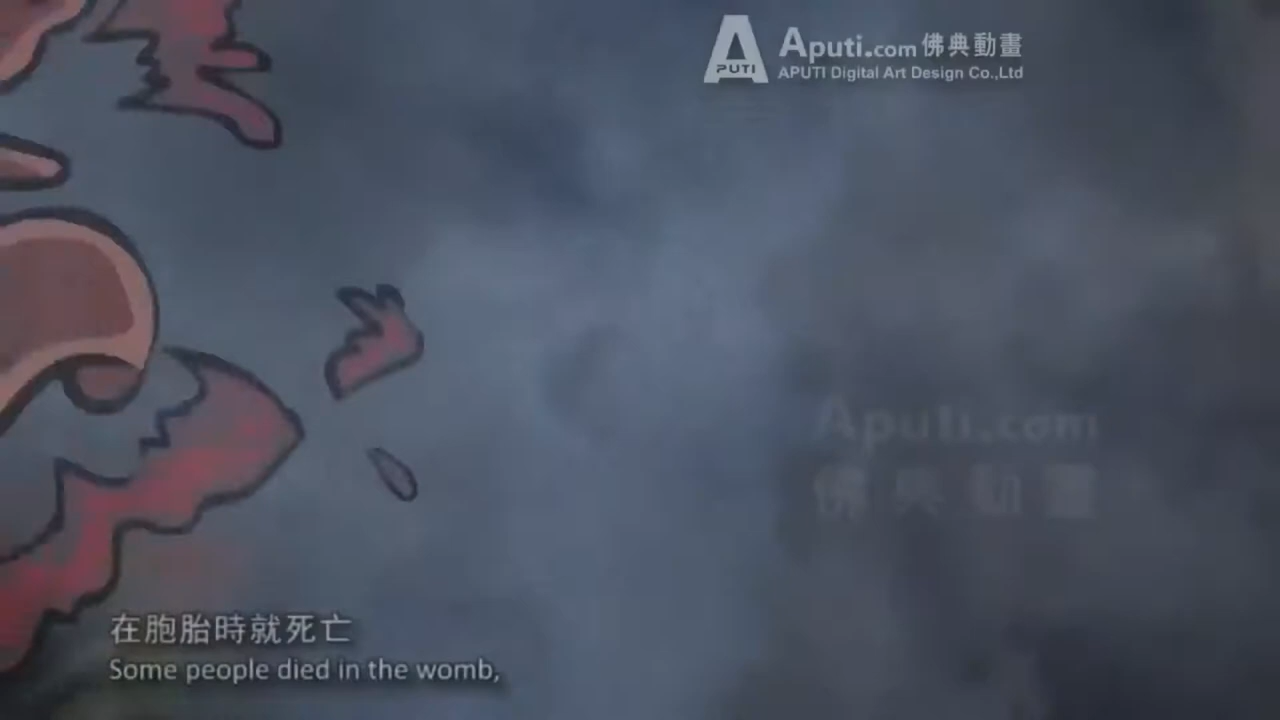 Aputi.com 佛典動畫
PUTI
APUTI Digital Art Design Co.,Ltd
Aputi.com
佛典動畫
在胞胎時就死亡
Some people died in the womb,